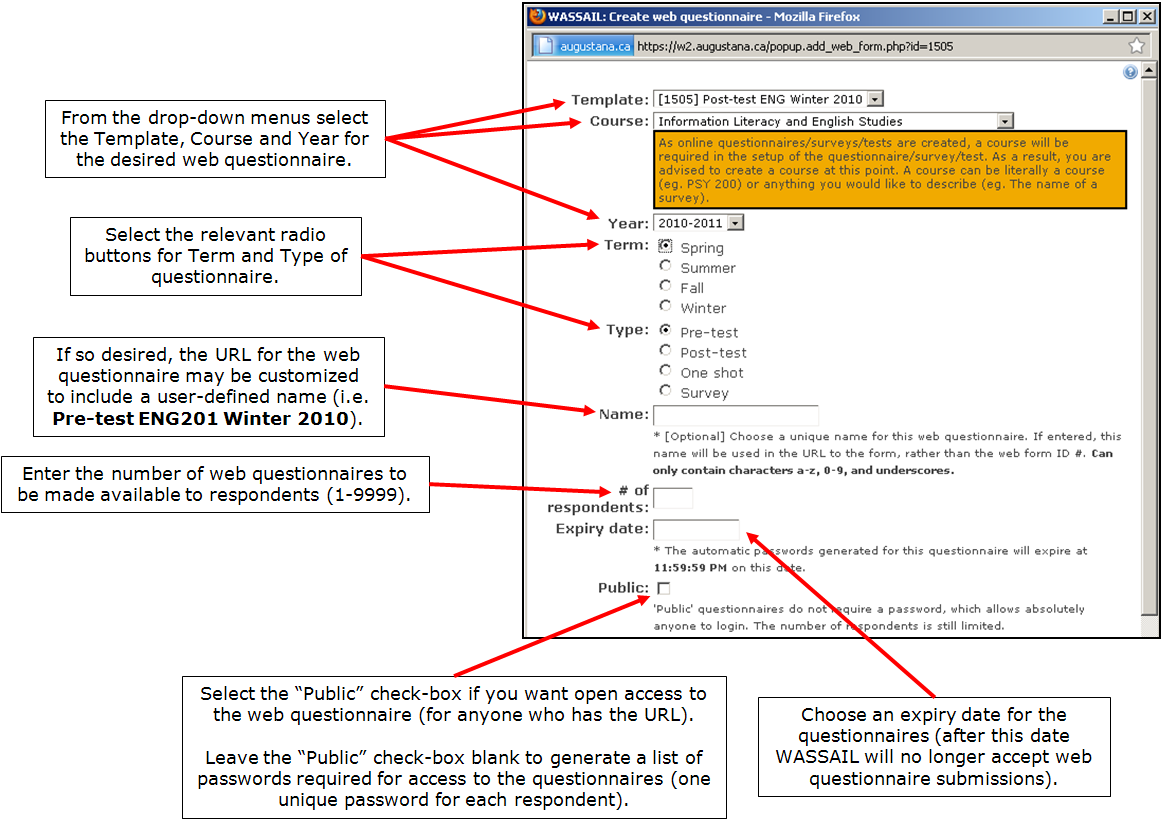 WASSAIL: Create web questionnaire - Mozilla Firefox
augustana.ca https://w2.augustana.ca/popup.add_web_form.php?id=1505
From the drop-down menus select
the Template, Course and Year for
the desired web questionnaire.
Template: [1505] Post-test ENG Winter 2010
Course: Information Literacy and English Studies
As online questionnaires/surveys/tests are created, a course will be
required in the setup of the questionnaire/survey/test. As a result, you are
advised to create a course at this point. A course can be literally a course
(eg. PSY 200) or anything you would like to describe (eg. The name of a
survey).
Year: 2010-2011
Select the relevant radio
buttons for Term and Type of
questionnaire.
Term: Spring
Summer
Fall
Winter
Type: Pre-test
Post-test
One shot
Survey
If so desired, the URL for the web
questionnaire may be customized
to include a user-defined name (i.e.
Pre-test ENG201 Winter 2010).
Name:
* [Optional] Choose a unique name for this web questionnaire. If entered, this
name will be used in the URL to the form, rather than the web form ID #. Can
only contain characters a-z, 0-9, and underscores.
Enter the number of web questionnaires to
be made available to respondents (1-9999).
# of
respondents:
Expiry date:
* The automatic passwords generated for this questionnaire will expire at
11:59:59 PM on this date.
Public:
'Public' questionnaires do not require a password, which allows absolutely
anyone to login. The number of respondents is still limited.
Select the “Public” check-box if you want open access to
the web questionnaire (for anyone who has the URL).
Leave the “Public” check-box blank to generate a list of
passwords required for access to the questionnaires (one
unique password for each respondent).
Choose an expiry date for the
questionnaires (after this date
WASSAIL will no longer accept web
questionnaire submissions).